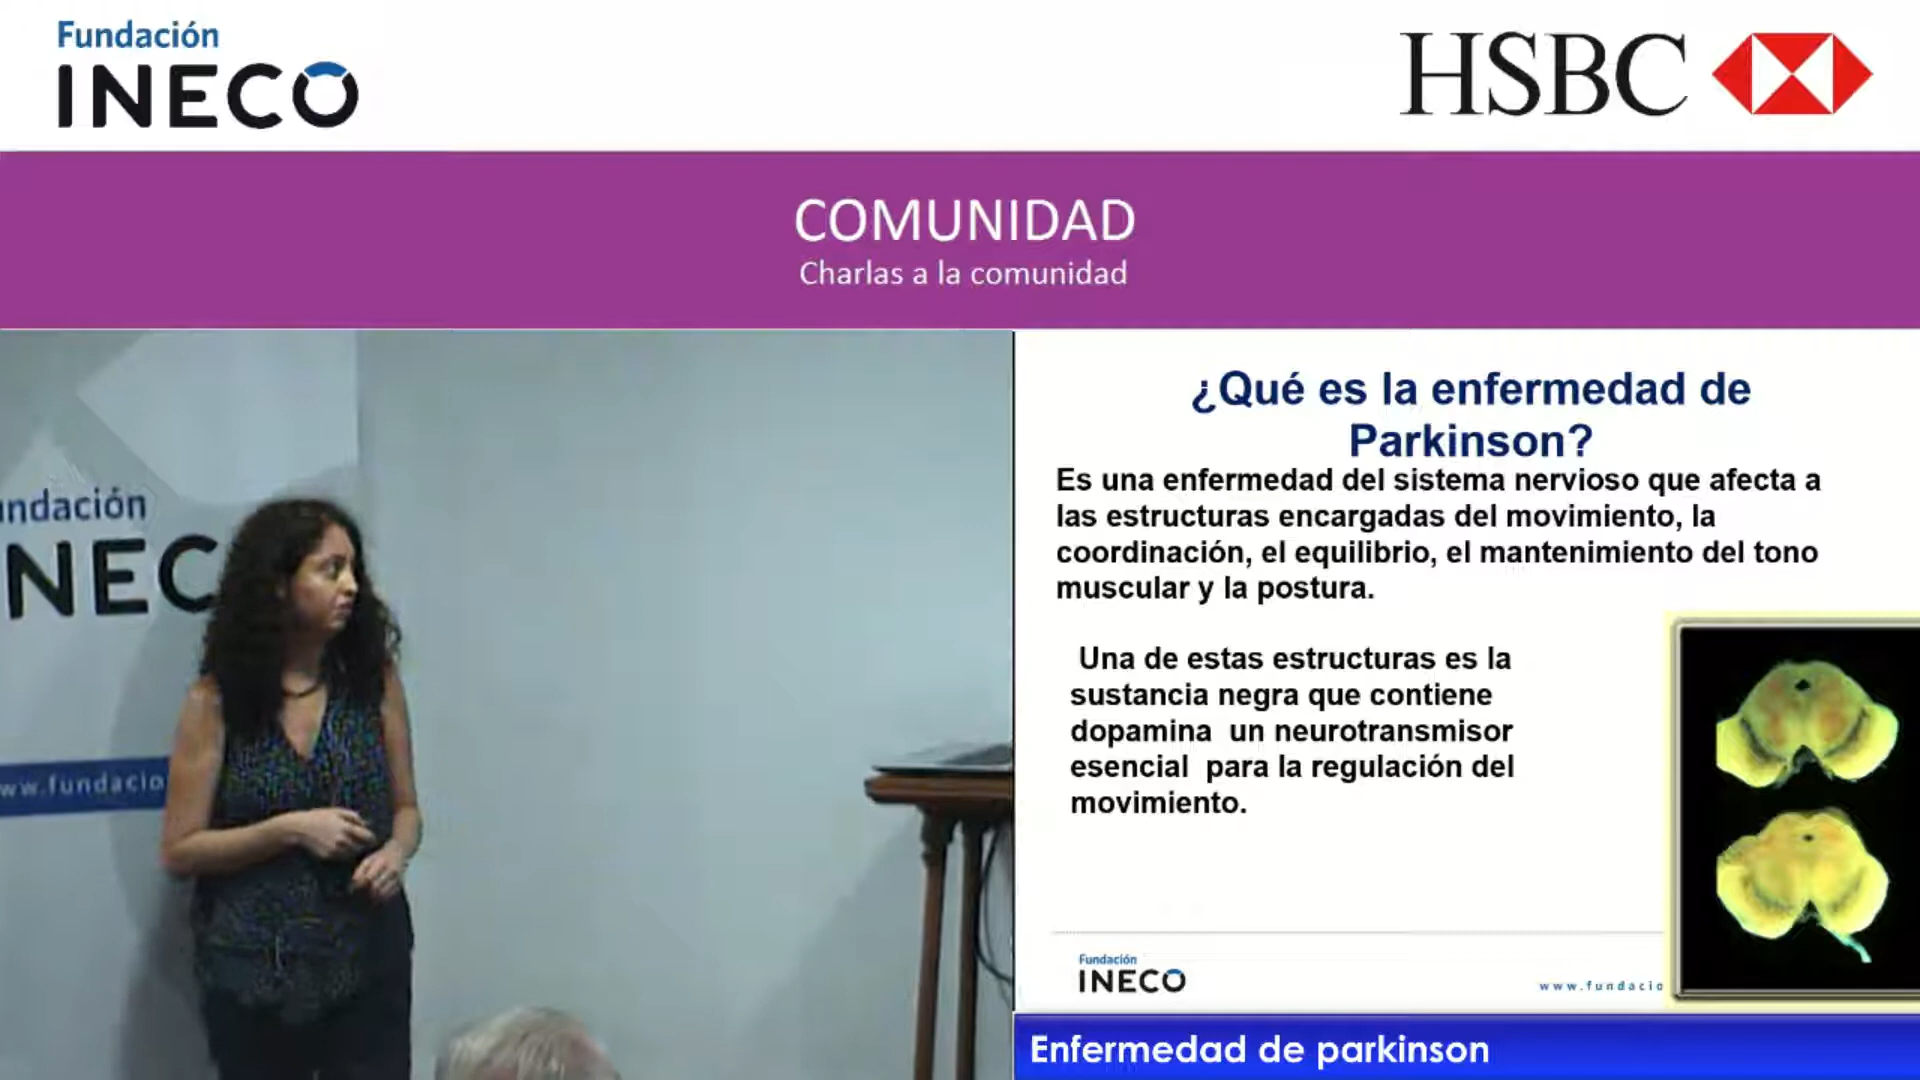 Fundación
INECO
HSBC
COMUNIDAD
Charlas a la comunidad
ndación
NEC
ww.fundacio
¿Qué es la enfermedad de
Parkinson?
Es una enfermedad del sistema nervioso que afecta a
las estructuras encargadas del movimiento, la
coordinación, el equilibrio, el mantenimiento del tono
muscular y la postura.
Una de estas estructuras es la
sustancia negra que contiene
dopamina un neurotransmisor
esencial para la regulación del
movimiento.
Fundación
INECO
www.fundacio
Enfermedad de parkinson